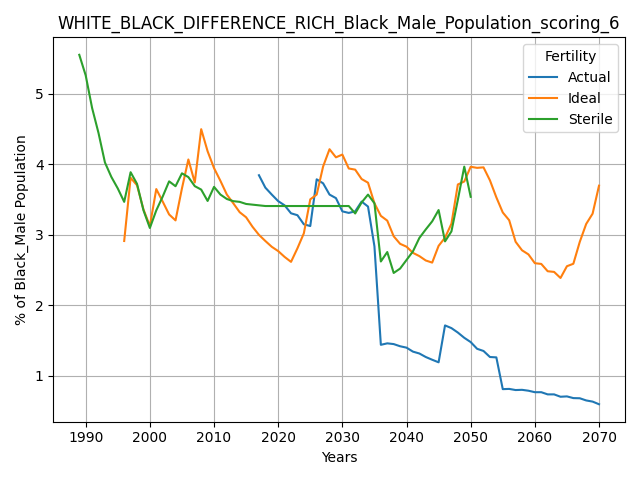 WHITE_BLACK_DIFFERENCE_RICH_Black_Male_Population_scoring_6
Fertility
Actual
Ideal
Sterile
% of Black_Male Population
5
4
3
2
1
1990 2000 2010 2020 2030 2040 2050 2060 2070
Years